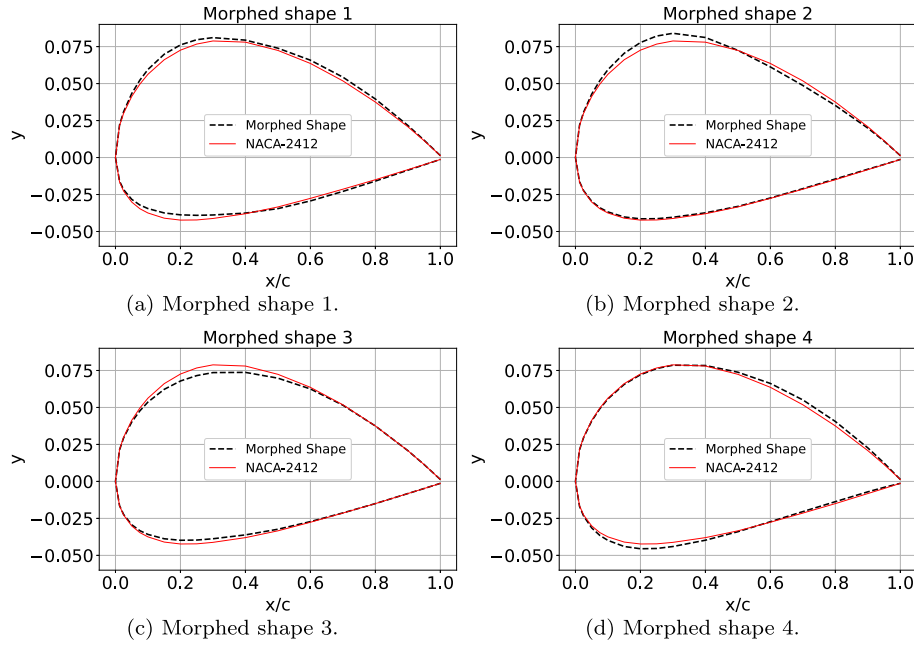 Morphed shape 1
0.075
0.050
0.025
0.000
−0.025
−0.050
y
Morphed Shape
NACA-2412
0.0 0.2 0.4 0.6 0.8 1.0
x/c
(a) Morphed shape 1.
Morphed shape 2
0.075
0.050
0.025
0.000
−0.025
−0.050
y
Morphed Shape
NACA-2412
0.0 0.2 0.4 0.6 0.8 1.0
x/c
(b) Morphed shape 2.
Morphed shape 3
0.075
0.050
0.025
0.000
−0.025
−0.050
y
Morphed Shape
NACA-2412
0.0 0.2 0.4 0.6 0.8 1.0
x/c
(c) Morphed shape 3.
Morphed shape 4
0.075
0.050
0.025
0.000
−0.025
−0.050
y
Morphed Shape
NACA-2412
0.0 0.2 0.4 0.6 0.8 1.0
x/c
(d) Morphed shape 4.